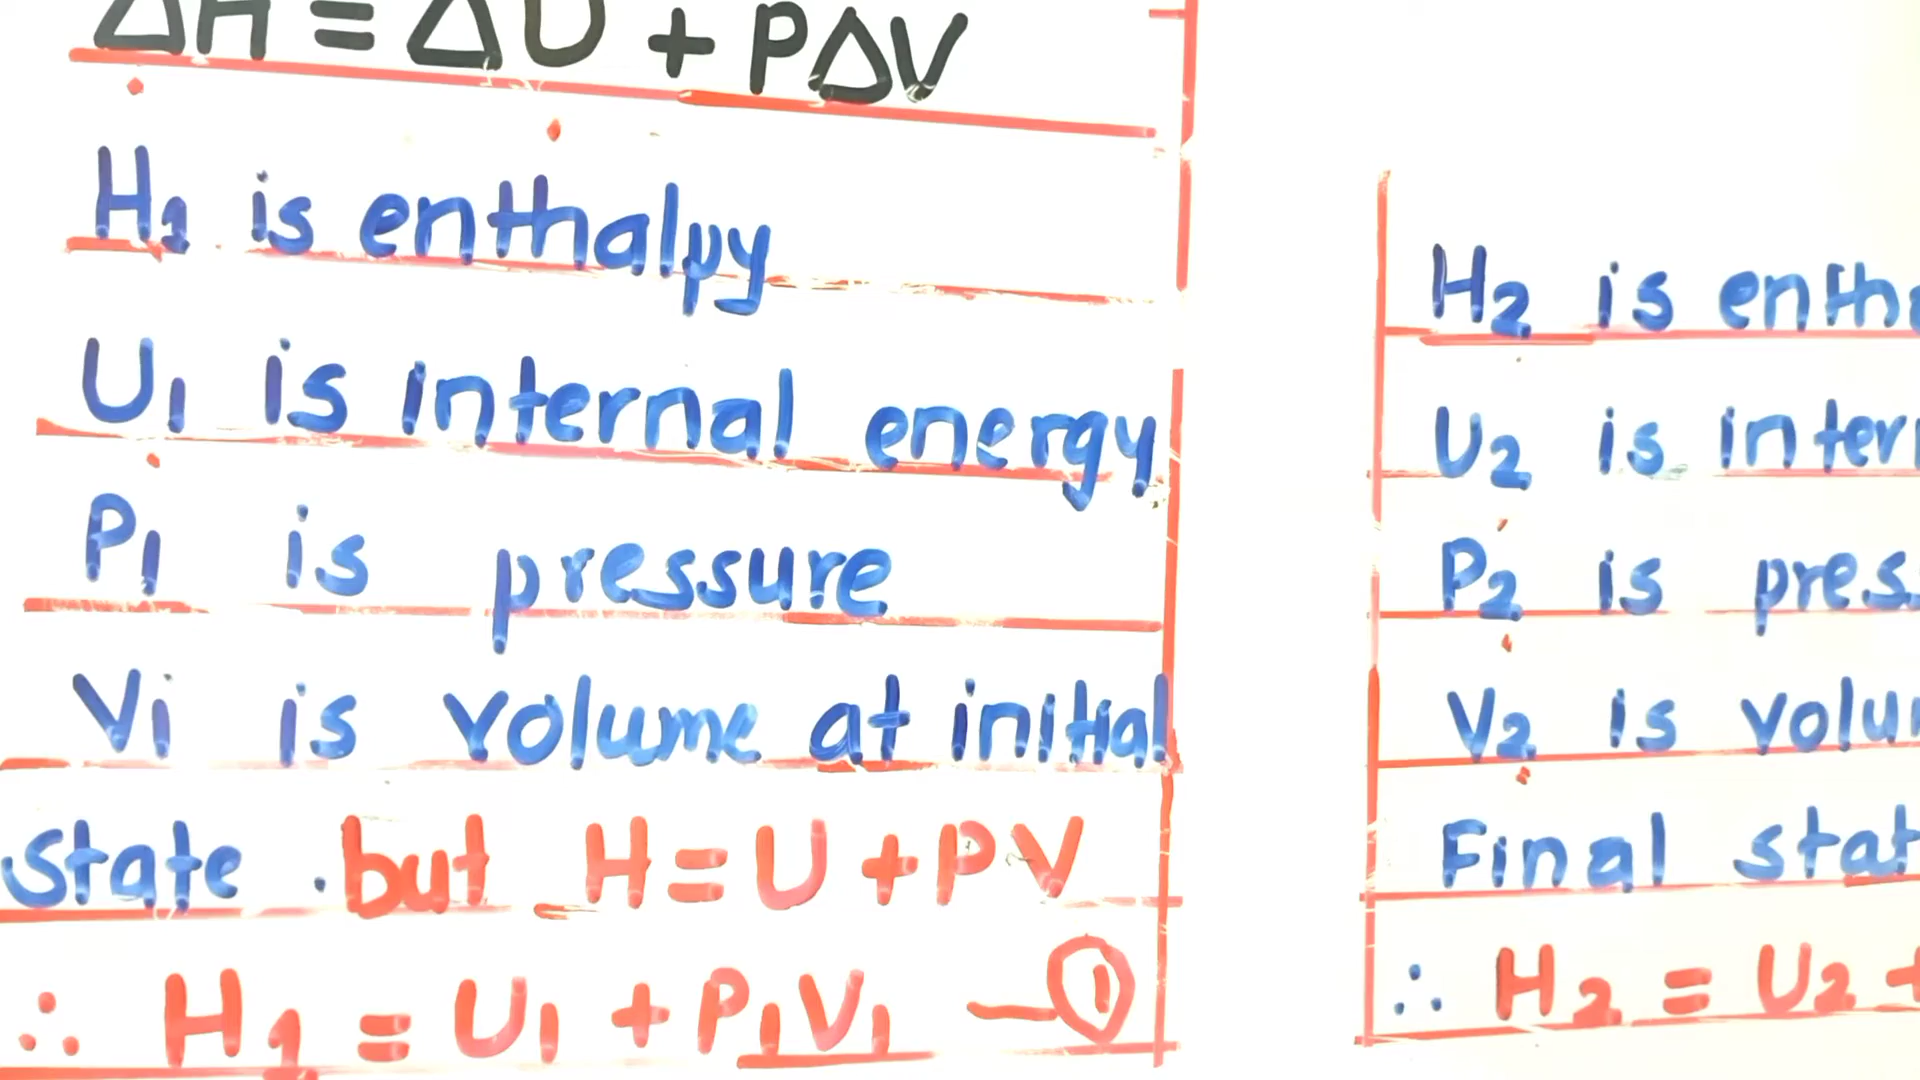 ΔH = ΔU + PΔV
H1 is enthalpy
U1 is internal energy
P1 is pressure
Vi is volume at initial
state . but H = U + PV
∴ H1 = U1 + P1V1 — ①
H2 is
U2 is
P2 is
V2 is
Final
∴ H2 = U2 +